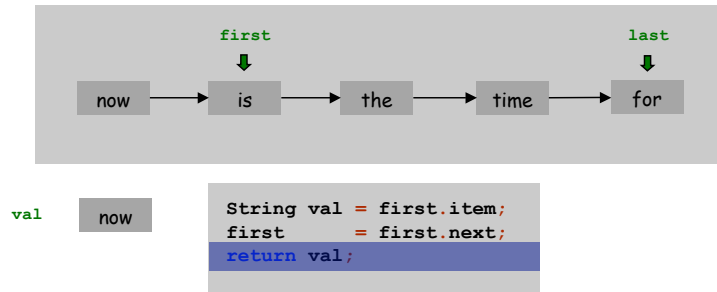 first last
now is the time for
val now
String val = first.item;
first = first.next;
return val;